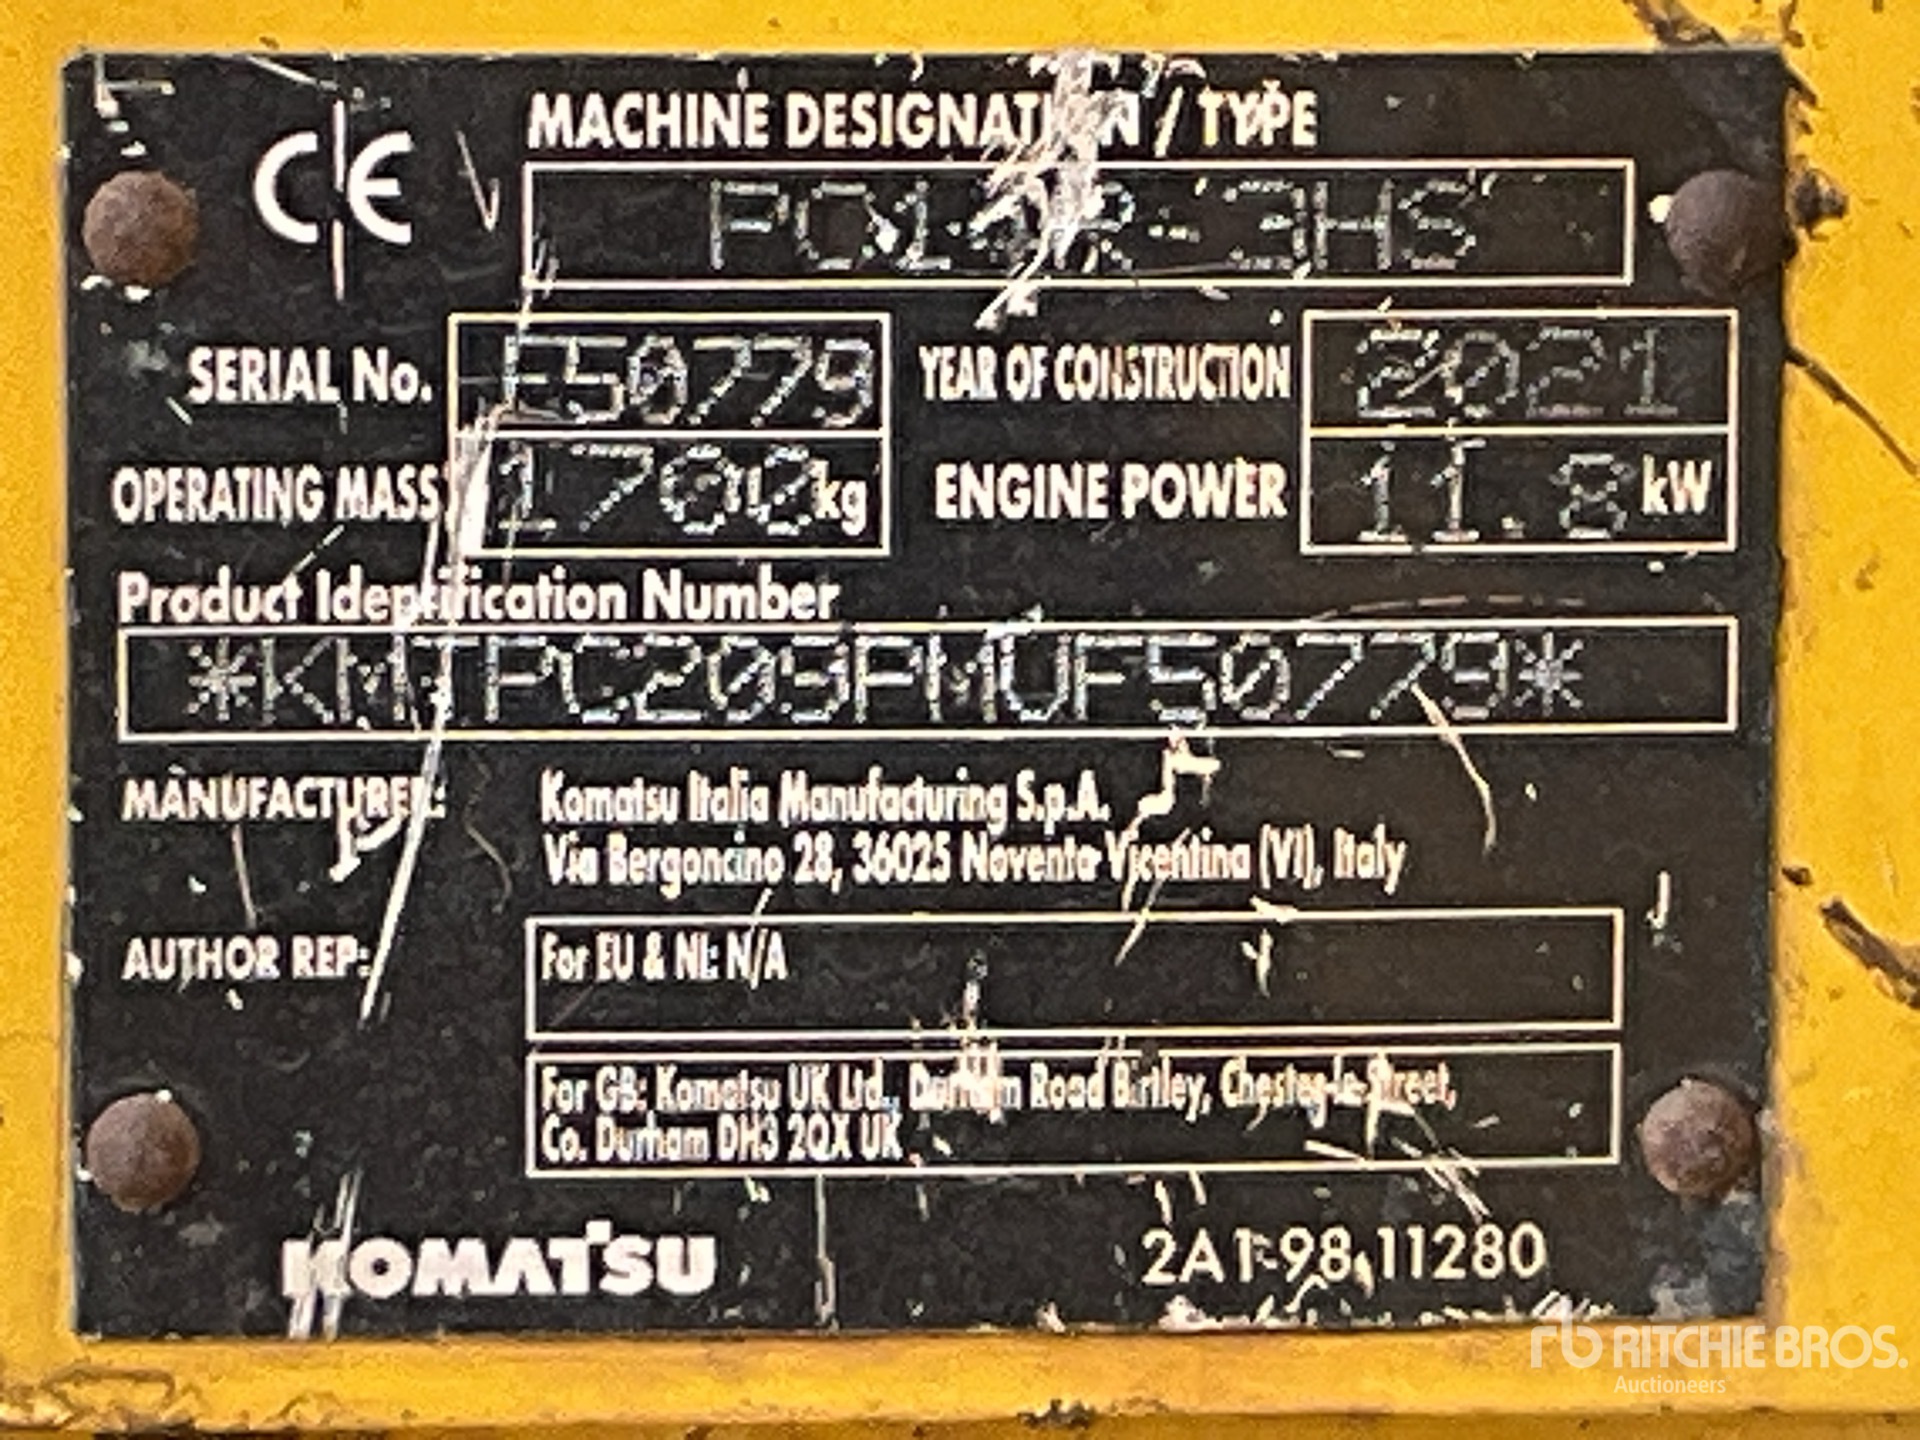 CE
MACHINE DESIGNATION / TYPE
PC14R-3HS
SERIAL No. F50779
YEAR OF CONSTRUCTION 2021
OPERATING MASS 1700 kg
ENGINE POWER 11.8 kW
Product Identification Number
*KMTPC209PMUF50779*
MANUFACTURER: Komatsu Italia Manufacturing S.p.A.
Via Bergoncino 28, 36025 Noventa Vicentina (VI), Italy
AUTHOR REP: For EU & NI: N/A
For GB: Komatsu UK Ltd., Durham Road Birtley, Chester-le-Street,
Co. Durham DH3 2QX UK
KOMATSU
2A1-98-11280
rb RITCHIE BROS.
Auctioneers